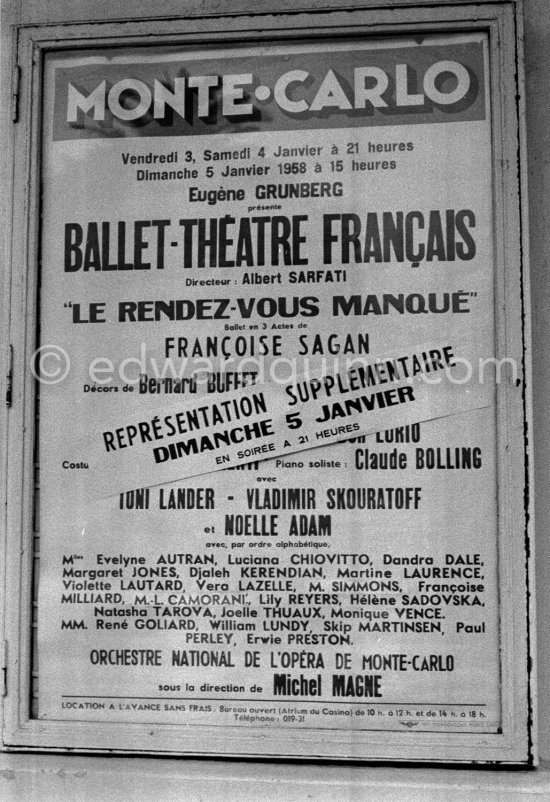 MONTE•CARLO
Vendredi 3, Samedi 4 Janvier à 21 heures
Dimanche 5 Janvier 1958 à 15 heures
Eugène GRUNBERG
présente
BALLET-THÉATRE FRANÇAIS
Directeur : Albert SARFATI
"LE RENDEZ-VOUS MANQUÉ"
Ballet en 3 Actes de
FRANÇOISE SAGAN
© edwardquinn.com
Décors de Bernard BUFFET
REPRÉSENTATION SUPPLÉMENTAIRE
DIMANCHE 5 JANVIER
EN SOIRÉE A 21 HEURES
LURIO
Costu
Piano soliste : Claude BOLLING
avec
TONI LANDER - VLADIMIR SKOURATOFF
et NOELLE ADAM
avec, par ordre alphabétique,
Mlles Evelyne AUTRAN, Luciana CHIOVITTO, Dandra DALE,
Margaret JONES, Djaleh KERENDIAN, Martine LAURENCE,
Violette LAUTARD, Vera LAZELLE, M. SIMMONS, Françoise
MILLIARD, M.-L. CAMORANI, Lily REYERS, Hélène SADOVSKA,
Natasha TAROVA, Joelle THUAUX, Monique VENCE.
MM. René GOLIARD, William LUNDY, Skip MARTINSEN, Paul
PERLEY, Erwie PRESTON.
ORCHESTRE NATIONAL DE L'OPÉRA DE MONTE-CARLO
sous la direction de Michel MAGNE
LOCATION A L'AVANCE SANS FRAIS : Bureau ouvert (Atrium du Casino) de 10 h. à 12 h. et de 14 h. à 18 h.
Téléphone : 019-31